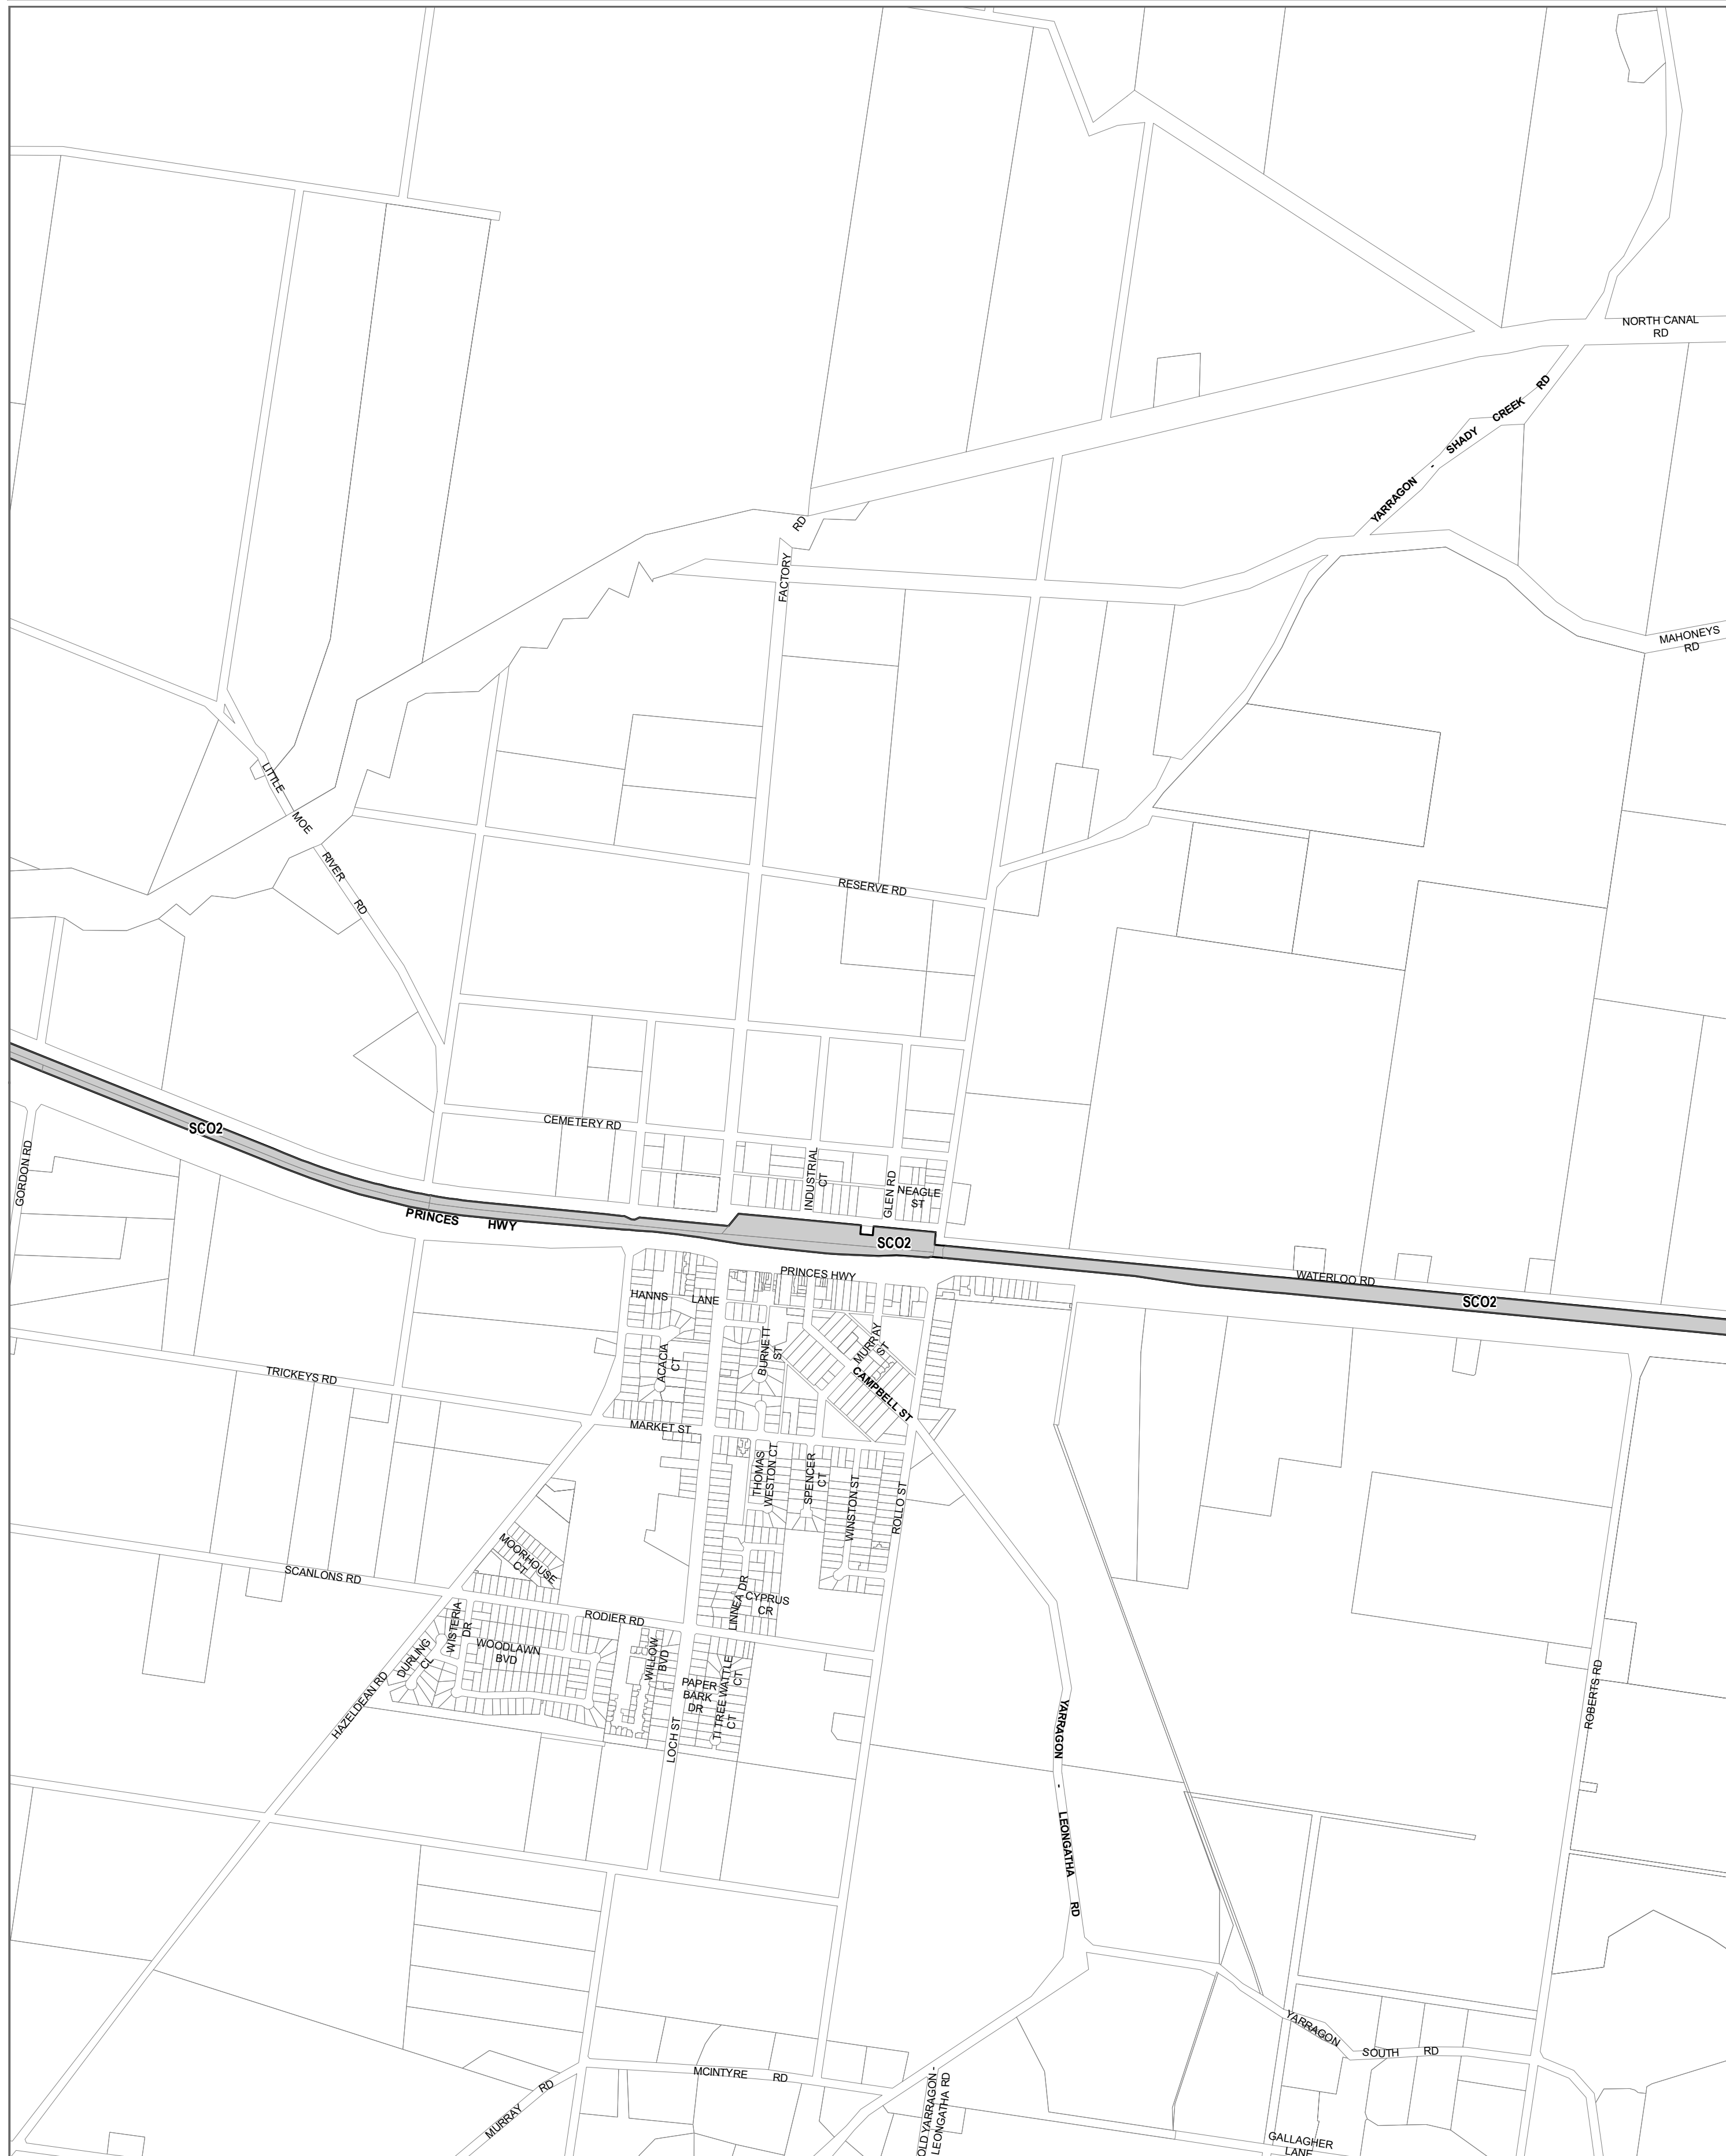 NORTH CANAL
RD
YARRAGON - SHADY CREEK RD
FACTORY RD
MAHONEYS
RD
LITTLE MOE RIVER RD
RESERVE RD
SCO2
GORDON RD
CEMETERY RD
INDUSTRIAL
CT
GLEN RD
NEAGLE
ST
PRINCES HWY
SCO2
PRINCES HWY
WATERLOO RD
SCO2
HANNS LANE
ACACIA
CT
BURNETT
ST
MURRAY
ST
CAMPBELL ST
TRICKEYS RD
MARKET ST
THOMAS
WESTON CT
SPENCER
CT
WINSTON ST
ROLLO ST
MOORHOUSE
CT
SCANLONS RD
LINNEA DR
CYPRUS
CR
RODIER RD
WISTERIA
DR
DURLING
CL
WOODLAWN
BVD
WILLOW
BVD
PAPER
BARK
DR
TI TREE WATTLE
CT CT
HAZELDEAN RD
LOCH ST
ROBERTS RD
YARRAGON - LEONGATHA RD
YARRAGON SOUTH RD
MCINTYRE RD
MURRAY RD
OLD YARRAGON -
LEONGATHA RD
GALLAGHER
LANE